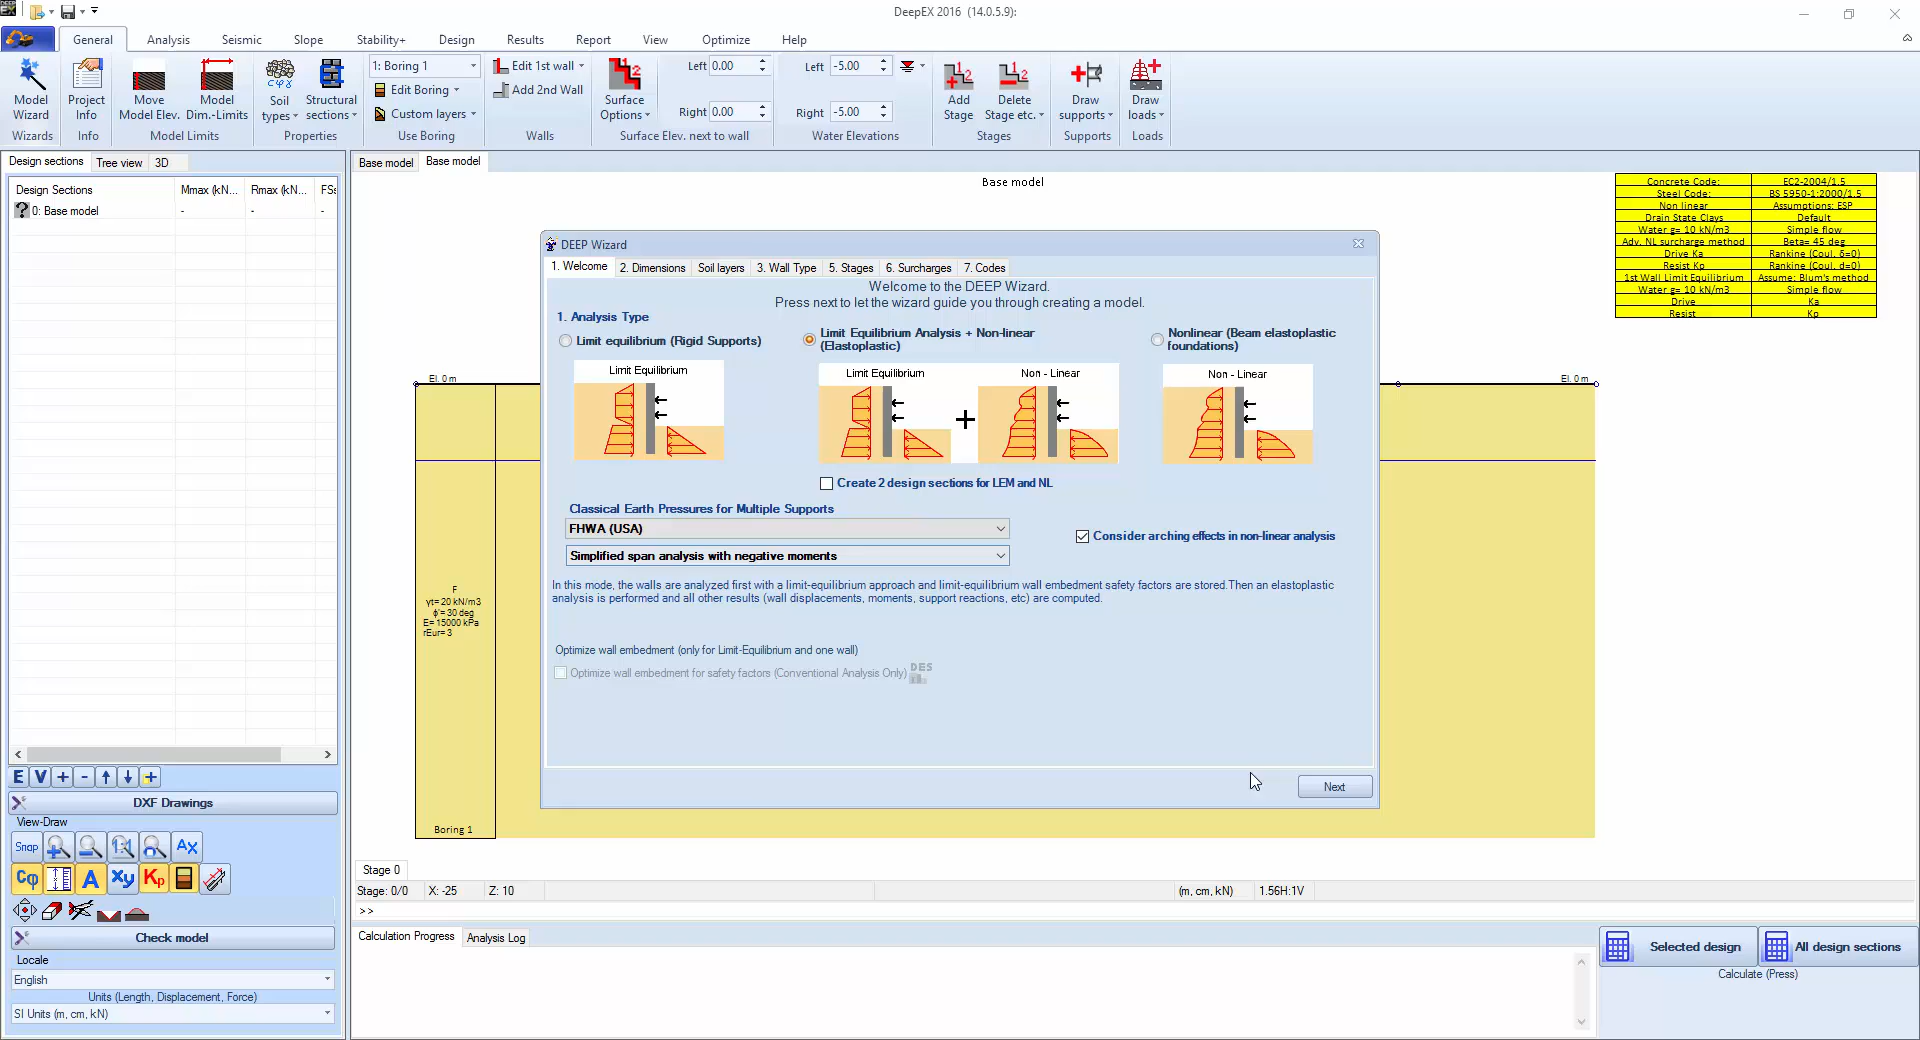 DeepEX 2016 (14.0.5.9):
General Analysis Seismic Slope Stability+ Design Results Report View Optimize Help
Model Wizard
Project Info
Move Model Elev.
Model Dim.-Limits
Soil types
Structural sections
1: Boring 1
Edit Boring
Custom layers
Edit 1st wall
Add 2nd Wall
Surface Options
Left 0.00
Right 0.00
Left -5.00
Right -5.00
Add Stage
Delete Stage etc.
Draw supports
Draw loads
Wizards Info Model Limits Properties Use Boring Walls Surface Elev. next to wall Water Elevations Stages Supports Loads
Design sections Tree view 3D
Design Sections Mmax (kN... Rmax (kN... FSs
0: Base model - - -
E V + - +
DXF Drawings
View-Draw
Snap 1:1 Ax
Cφ A Xy Kp
Check model
Locale
English
Units (Length, Displacement, Force)
SI Units (m, cm, kN)
Base model Base model
Base model
Concrete Code: EC2-2004/1.5
Steel Code: BS 5950-1:2000/1.5
Non linear Assumptions: ESP
Drain State Clays Default
Water g= 10 kN/m3 Simple flow
Adv. NL surcharge method Beta= 45 deg
Drive Ka Rankine (Coul. δ=0)
Resist Kp Rankine (Coul. d=0)
1st Wall Limit Equilibrium Assume: Blum's method
Water g= 10 kN/m3 Simple flow
Drive Ka
Resist Kp
El. 0 m
El. 0 m
F
γt= 20 kN/m3
ϕ'= 30 deg
E= 15000 kPa
rEur= 3
Boring 1
DEEP Wizard
1. Welcome 2. Dimensions Soil layers 3. Wall Type 5. Stages 6. Surcharges 7. Codes
Welcome to the DEEP Wizard.
Press next to let the wizard guide you through creating a model.
1. Analysis Type
Limit equilibrium (Rigid Supports)
Limit Equilibrium Analysis + Non-linear
(Elastoplastic)
Nonlinear (Beam elastoplastic
foundations)
Limit Equilibrium
Limit Equilibrium
+
Non - Linear
Non - Linear
Create 2 design sections for LEM and NL
Classical Earth Pressures for Multiple Supports
FHWA (USA)
Consider arching effects in non-linear analysis
Simplified span analysis with negative moments
In this mode, the walls are analyzed first with a limit-equilibrium approach and limit-equilibrium wall embedment safety factors are stored.Then an elastoplastic
analysis is performed and all other results (wall displacements, moments, support reactions, etc) are computed.
Optimize wall embedment (only for Limit-Equilibrium and one wall)
Optimize wall embedment for safety factors (Conventional Analysis Only)
DES
Next
Stage 0
Stage: 0/0 X: -25 Z: 10 (m, cm, kN) 1.56H:1V
>>
Calculation Progress Analysis Log
Selected design
All design sections
Calculate (Press)